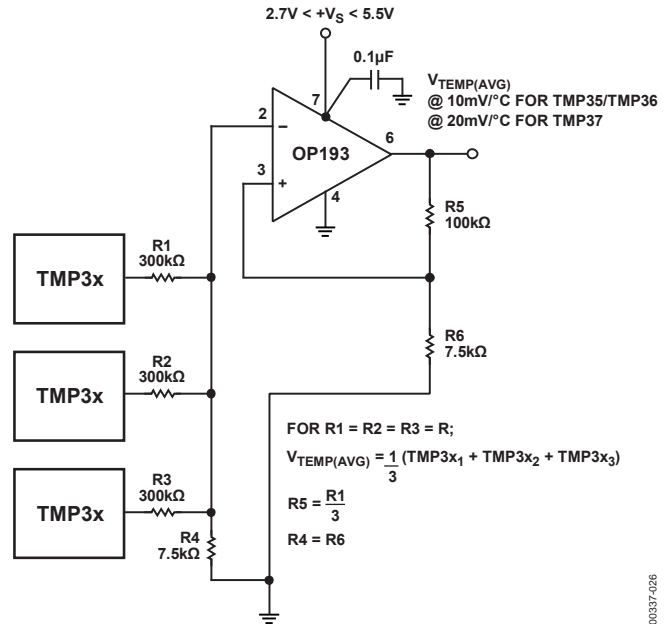 2.7V < +VS < 5.5V
0.1µF
VTEMP(AVG)
@ 10mV/°C FOR TMP35/TMP36
@ 20mV/°C FOR TMP37
7
2
−
OP193
6
3
+
4
R5
100kΩ
TMP3x
R1
300kΩ
R6
7.5kΩ
TMP3x
R2
300kΩ
FOR R1 = R2 = R3 = R;
VTEMP(AVG) = 1/3 (TMP3x1 + TMP3x2 + TMP3x3)
TMP3x
R3
300kΩ
R5 = R1/3
R4
7.5kΩ
R4 = R6
00337-026